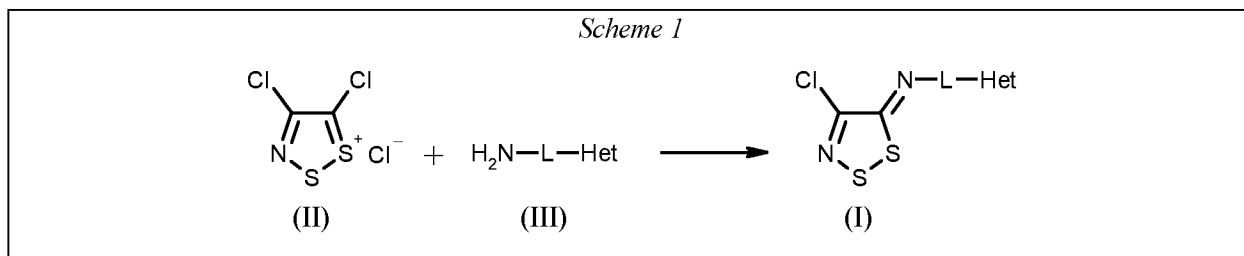 Scheme 1
Cl Cl N S S + Cl − (II)
+
H2N—L—Het (III)
Cl N—L—Het N S S (I)